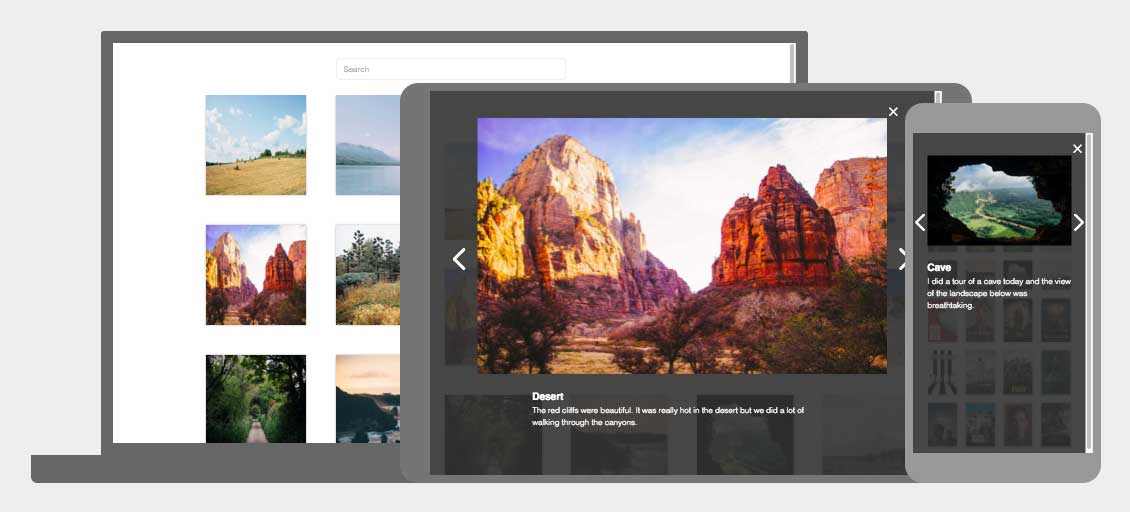 Search
Desert
The red cliffs were beautiful. It was really hot in the desert but we did a lot of
walking through the canyons.
Cave
I did a tour of a cave today and the view
of the landscape below was
breathtaking.